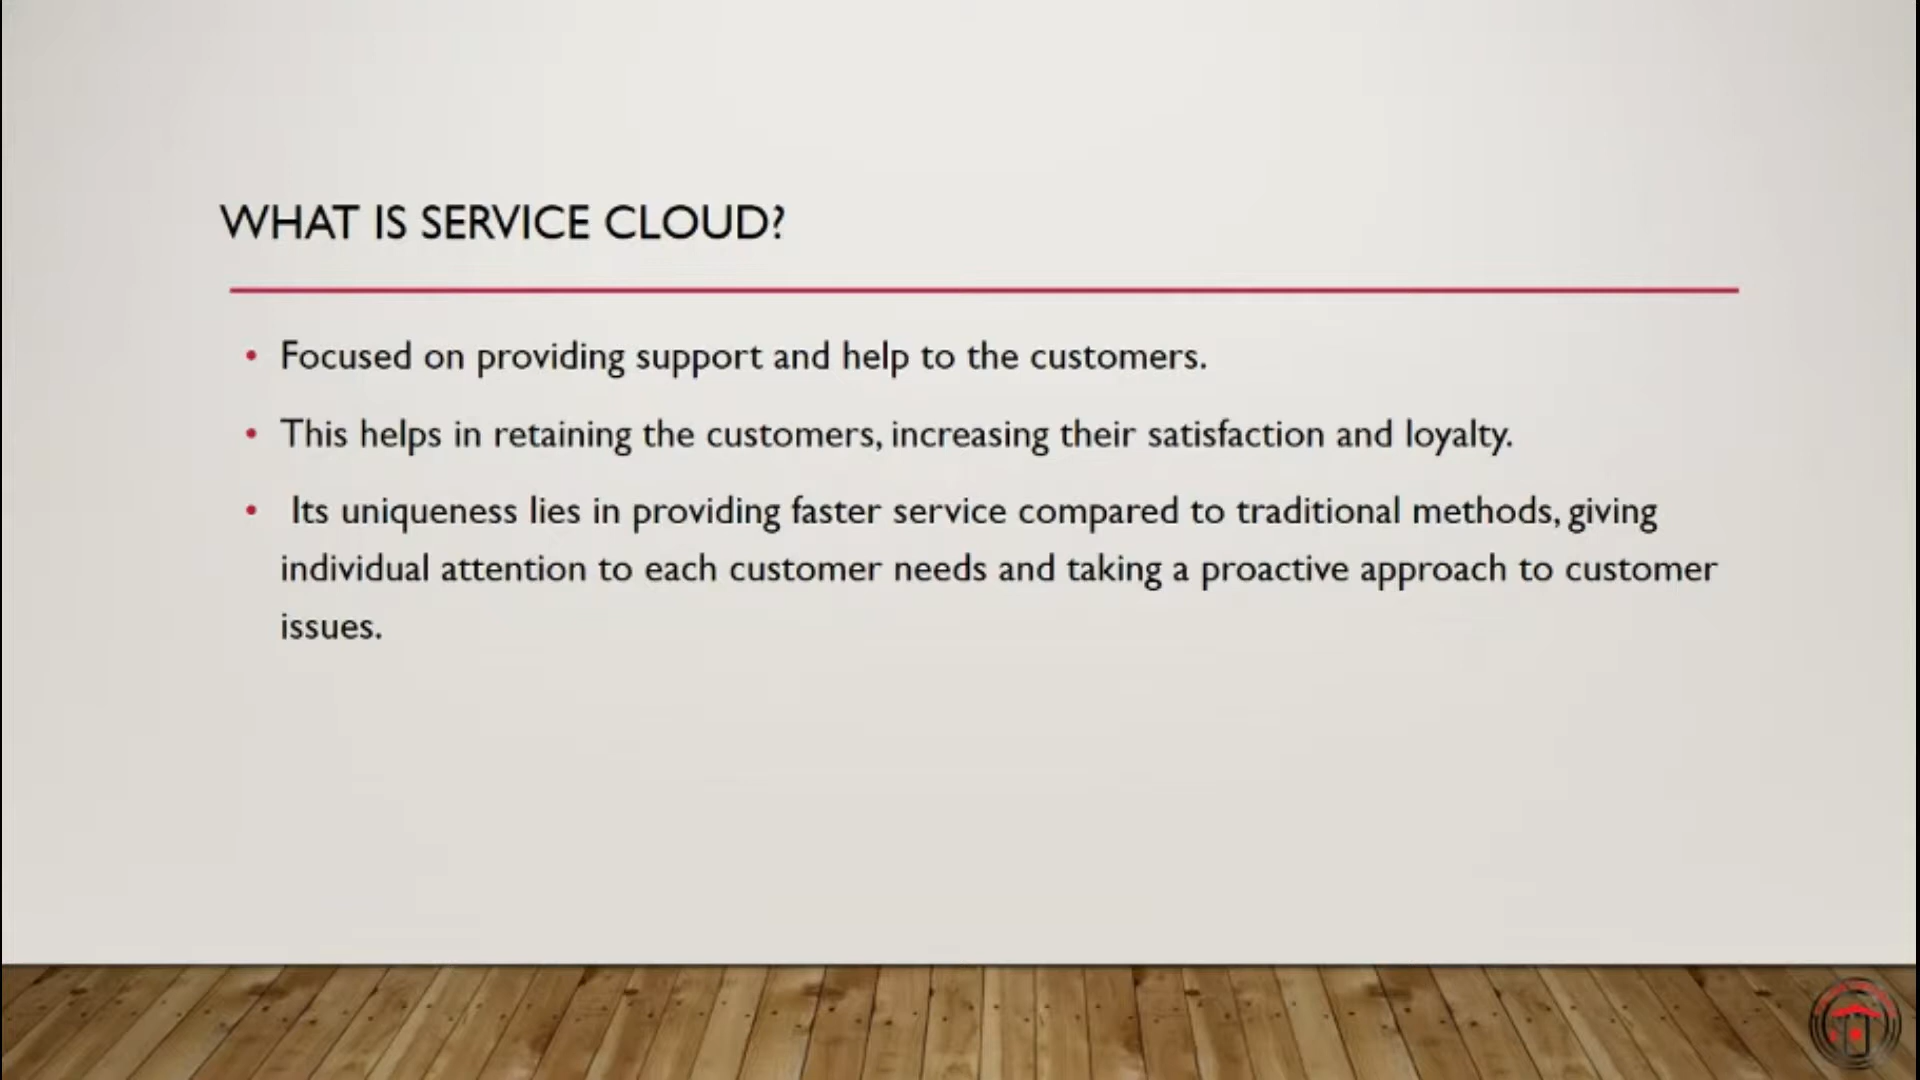 WHAT IS SERVICE CLOUD?
• Focused on providing support and help to the customers.
• This helps in retaining the customers, increasing their satisfaction and loyalty.
• Its uniqueness lies in providing faster service compared to traditional methods, giving
individual attention to each customer needs and taking a proactive approach to customer
issues.